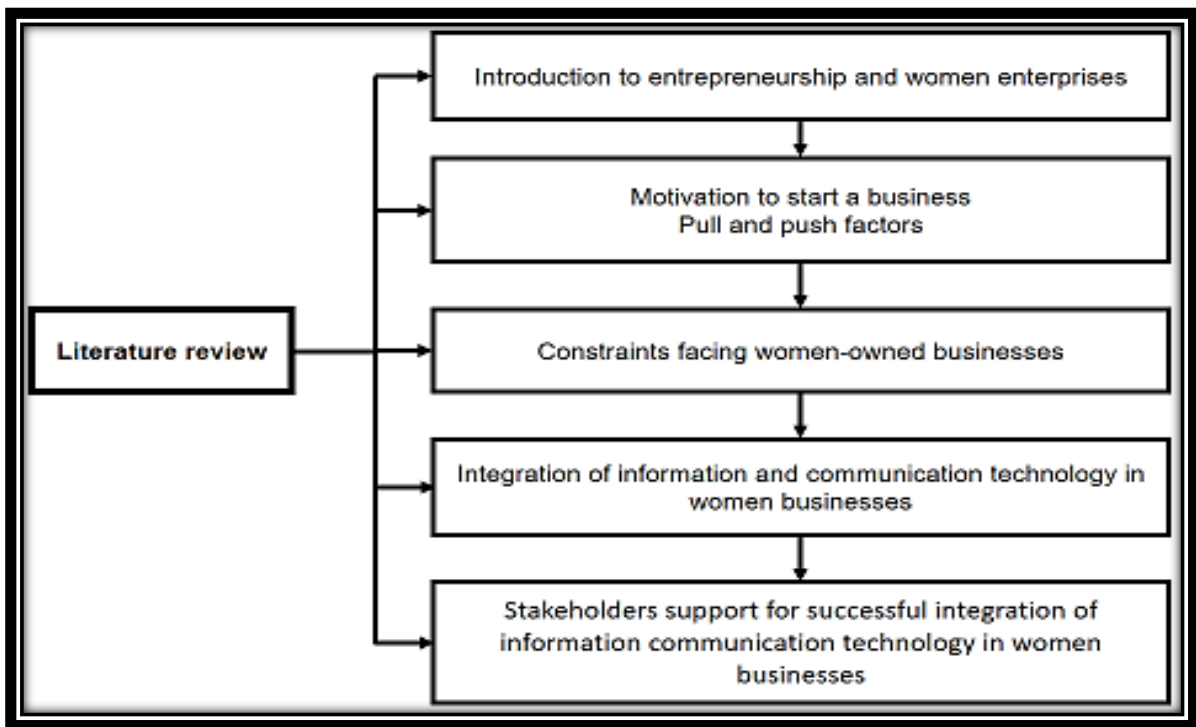 Introduction to entrepreneurship and women enterprises
Motivation to start a business
Pull and push factors
Literature review
Constraints facing women-owned businesses
Integration of information and communication technology in
women businesses
Stakeholders support for successful integration of
information communication technology in women
businesses